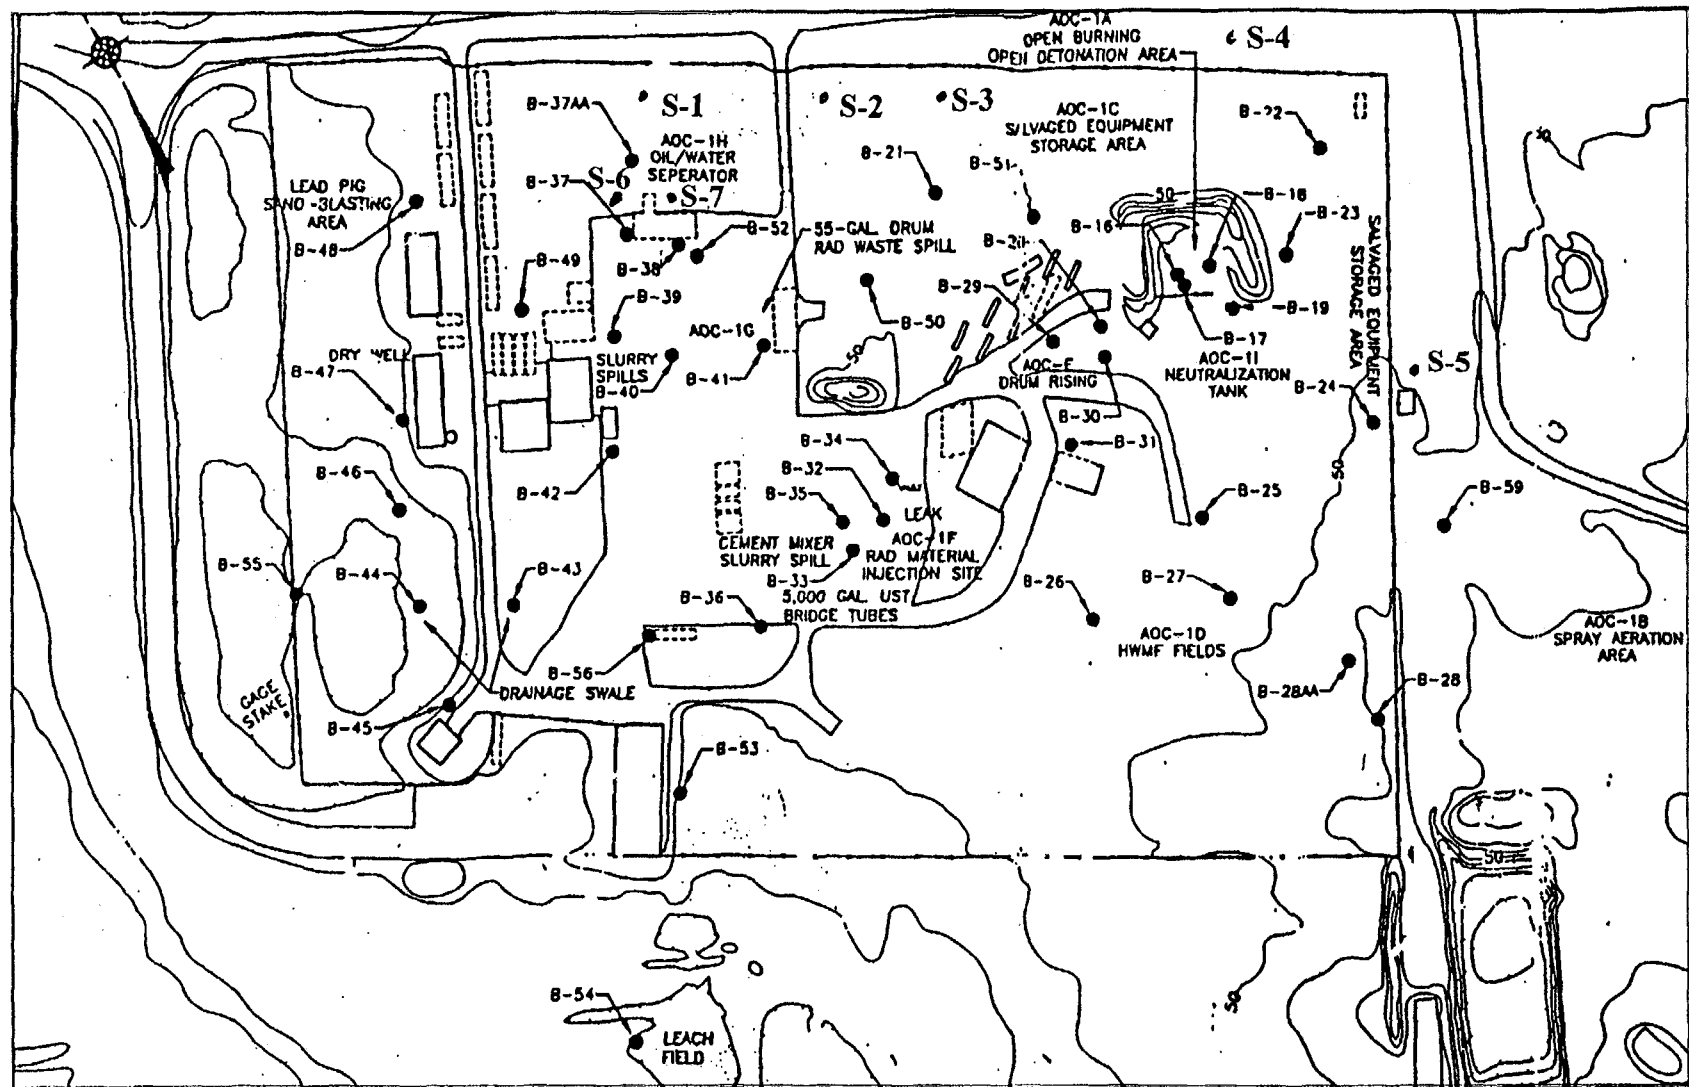 AOC-1A
OPEN BURNING
OPEN DETONATION AREA
S-4
B-37AA
S-1
S-2
S-3
AOC-1C
SALVAGED EQUIPMENT
STORAGE AREA
B-22
AOC-1H
OIL/WATER
SEPERATOR
B-21
B-51
B-37
S-6
S-7
LEAD PIG
SAND-BLASTING
AREA
B-48
50
B-18
B-23
B-16
B-52
55-GAL. DRUM
RAD WASTE SPILL
B-20
SALVAGED EQUIPMENT
STORAGE AREA
B-49
B-38
B-39
B-29
B-19
B-50
AOC-1G
B-17
DRY WELL
B-47
SLURRY
SPILLS
B-40
B-41
50
DRUM RISING
AOC-1I
NEUTRALIZATION
TANK
S-5
B-24
B-30
B-34
B-31
B-46
B-42
B-32
B-35
50
B-25
B-59
LEAK
CEMENT MIXER
SLURRY SPILL
AOC-1F
RAD MATERIAL
INJECTION SITE
B-33
B-55
B-44
B-43
B-36
5,000 GAL. UST
BRIDGE TUBES
B-26
B-27
AOC-1D
HWMF FIELDS
AOC-1B
SPRAY AERATION
AREA
B-56
DRAINAGE SWALE
GAGE
STAKE
B-45
B-28AA
B-28
B-53
50
50
50
B-54
LEACH
FIELD